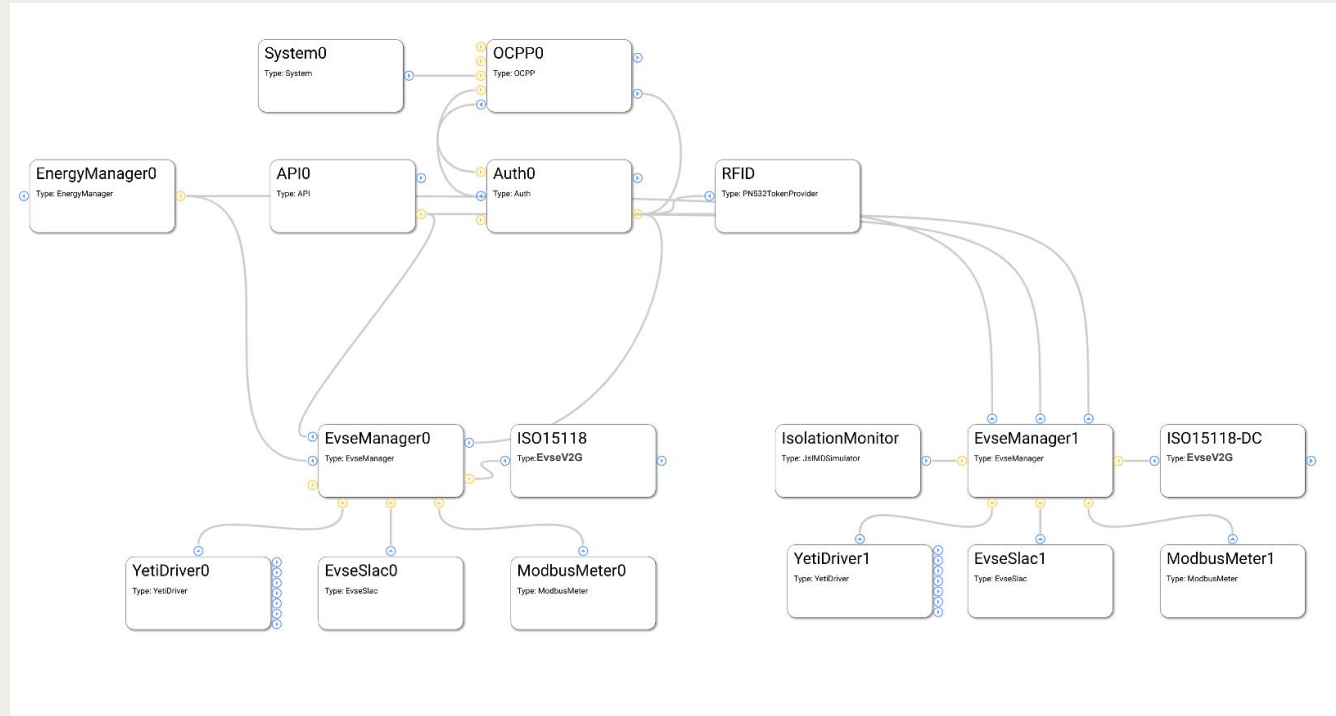 System0
Type: System
OCPP0
Type: OCPP
EnergyManager0
Type: EnergyManager
API0
Type: API
Auth0
Type: Auth
RFID
Type: PN532TokenProvider
EvseManager0
Type: EvseManager
ISO15118
Type:EvseV2G
IsolationMonitor
Type: JsIMDSimulator
EvseManager1
Type: EvseManager
ISO15118-DC
Type:EvseV2G
YetiDriver0
Type: YetiDriver
EvseSlac0
Type: EvseSlac
ModbusMeter0
Type: ModbusMeter
YetiDriver1
Type: YetiDriver
EvseSlac1
Type: EvseSlac
ModbusMeter1
Type: ModbusMeter